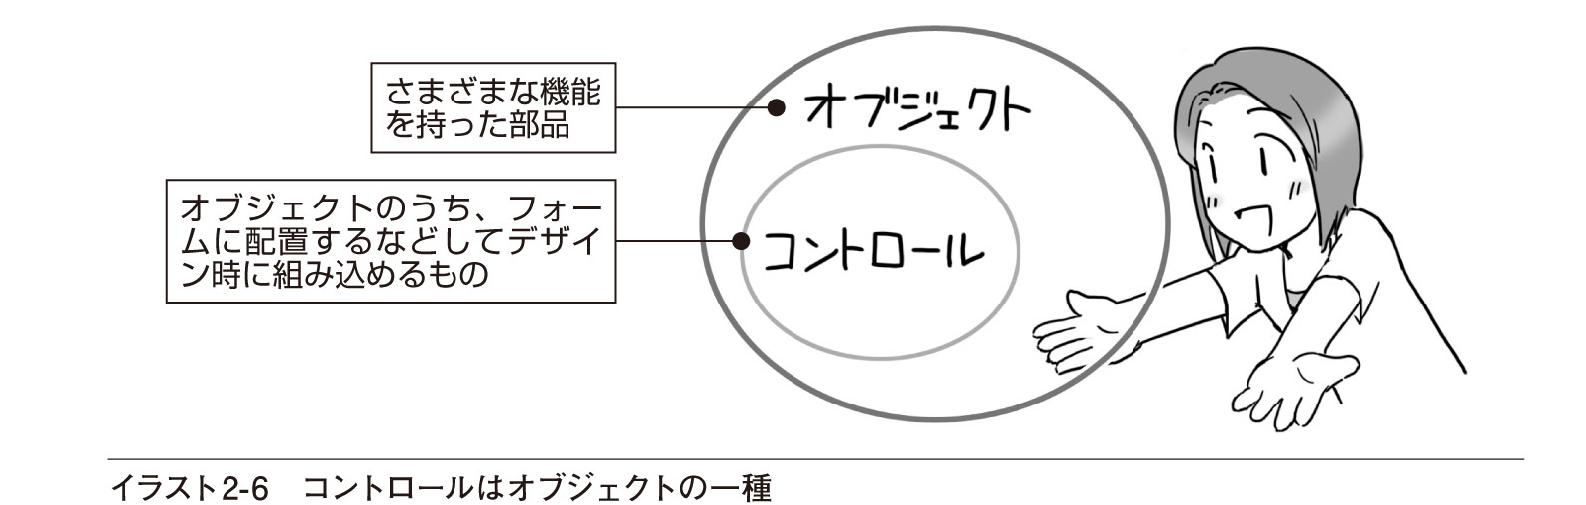 さまざまな機能
を持った部品
オブジェクト
オブジェクトのうち、フォー
ムに配置するなどしてデザイ
ン時に組み込めるもの
コントロール
イラスト2-6　コントロールはオブジェクトの一種